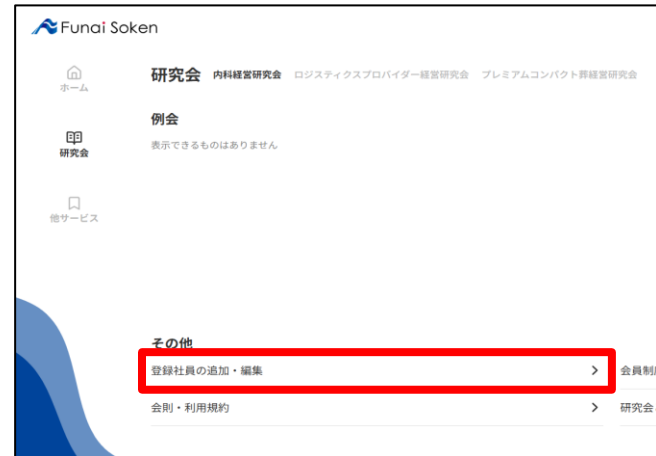 Funai Soken
ホーム
研究会
他サービス
研究会 内科経営研究会 ロジスティクスプロバイダー経営研究会 プレミアムコンパクト葬経営研究会
例会
表示できるものはありません
その他
登録社員の追加・編集
会員制
会則・利用規約
研究会